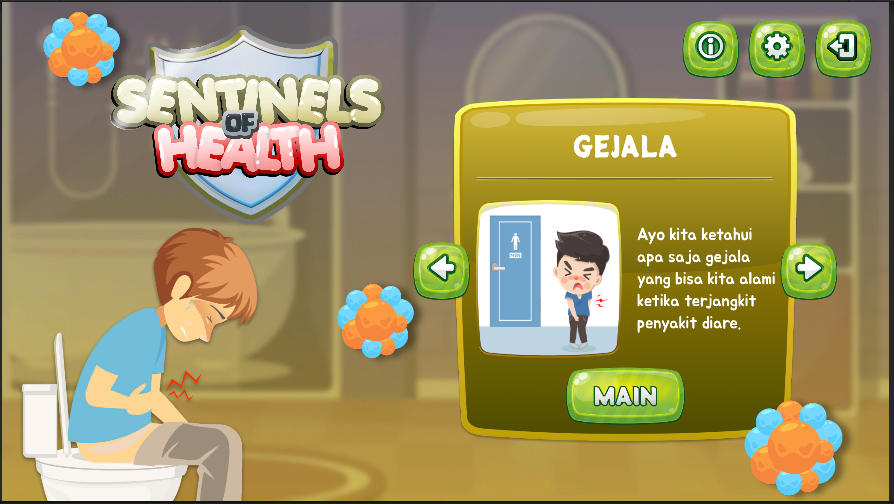 SENTINELS
OF
HEALTH
GEJALA
Ayo kita ketahui
apa saja gejala
yang bisa kita alami
ketika terjangkit
penyakit diare.
MAIN